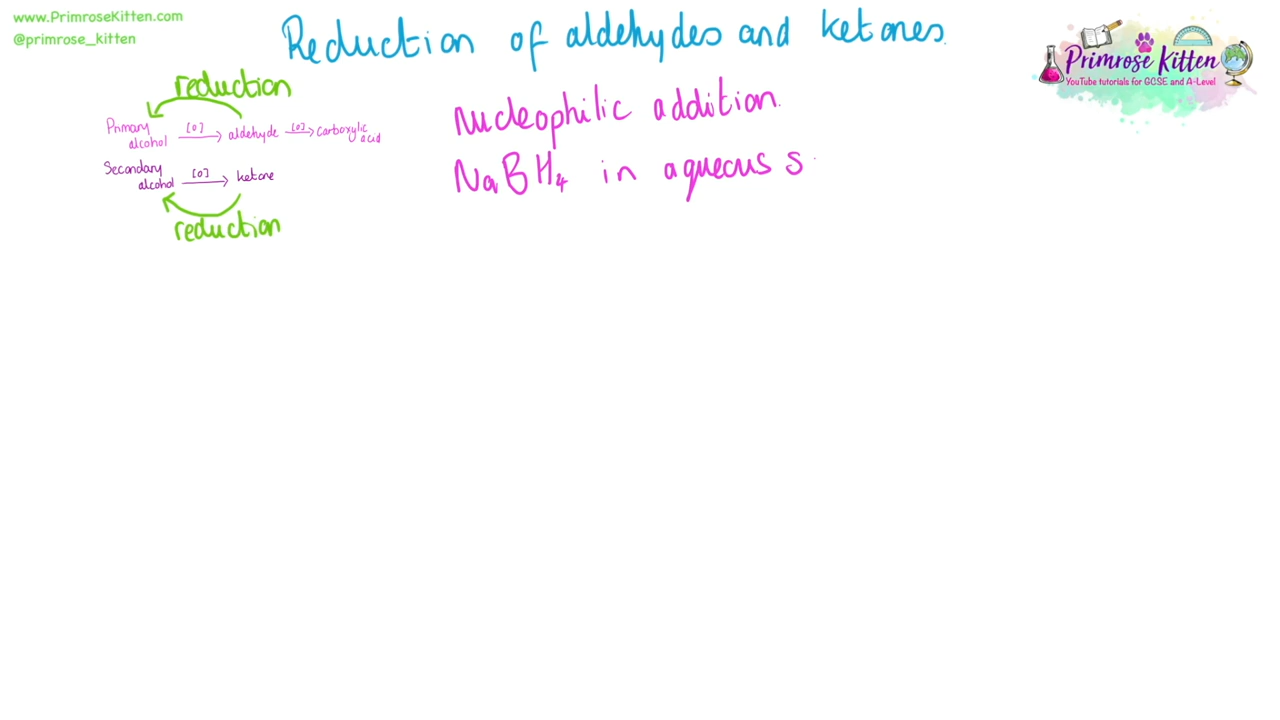 www.PrimroseKitten.com
@primrose_kitten
Reduction of aldehydes and ketones.
Primrose Kitten
YouTube tutorials for GCSE and A-Level
reduction
Primary alcohol [O] → aldehyde [O] → carboxylic acid
Secondary alcohol [O] → ketone
reduction
Nucleophilic addition.
NaBH₄ in aqueous s